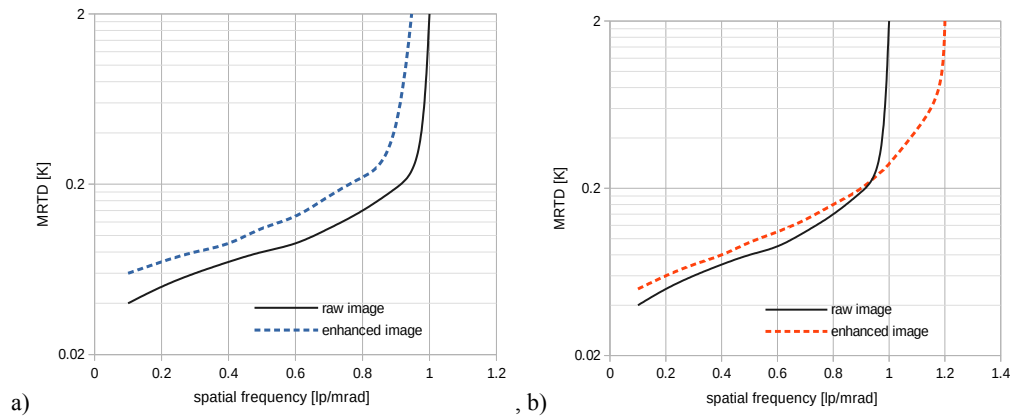 2
0.2
0.02
MRTD [K]
0 0.2 0.4 0.6 0.8 1 1.2
spatial frequency [lp/mrad]
raw image
enhanced image
a)
2
0.2
0.02
MRTD [K]
0 0.2 0.4 0.6 0.8 1 1.2 1.4
spatial frequency [lp/mrad]
raw image
enhanced image
, b)